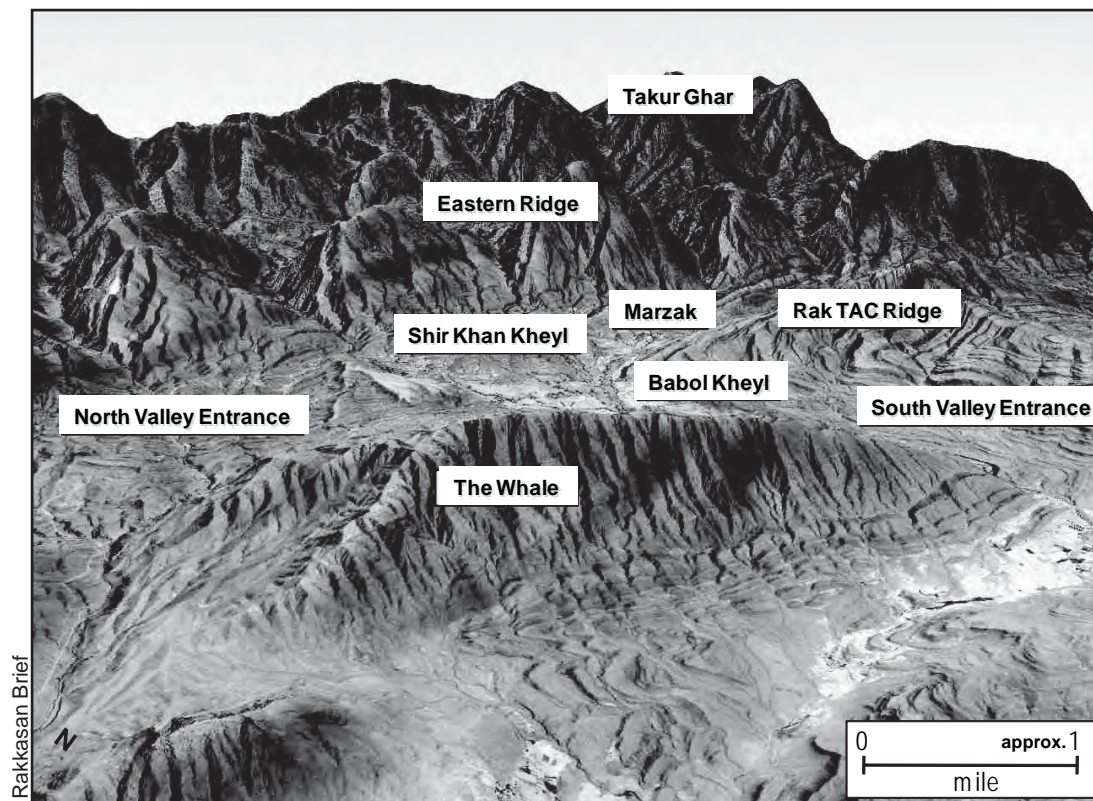 Takur Ghar
Eastern Ridge
Marzak
Rak TAC Ridge
Shir Khan Kheyl
Babol Kheyl
North Valley Entrance
South Valley Entrance
The Whale
Rakkasan Brief
N
0 approx. 1
mile